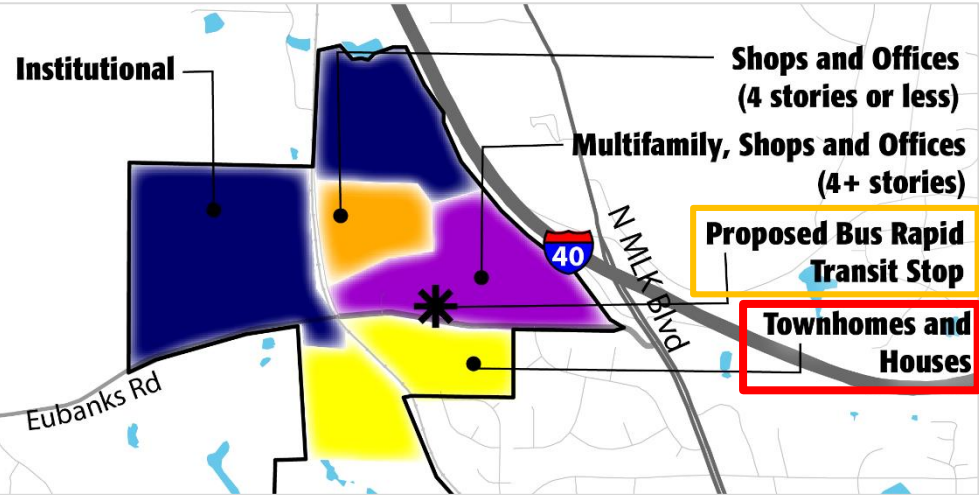 Institutional
Shops and Offices
(4 stories or less)
Multifamily, Shops and Offices
(4+ stories)
Proposed Bus Rapid
Transit Stop
Townhomes and
Houses
40
N MLK Blvd
Eubanks Rd